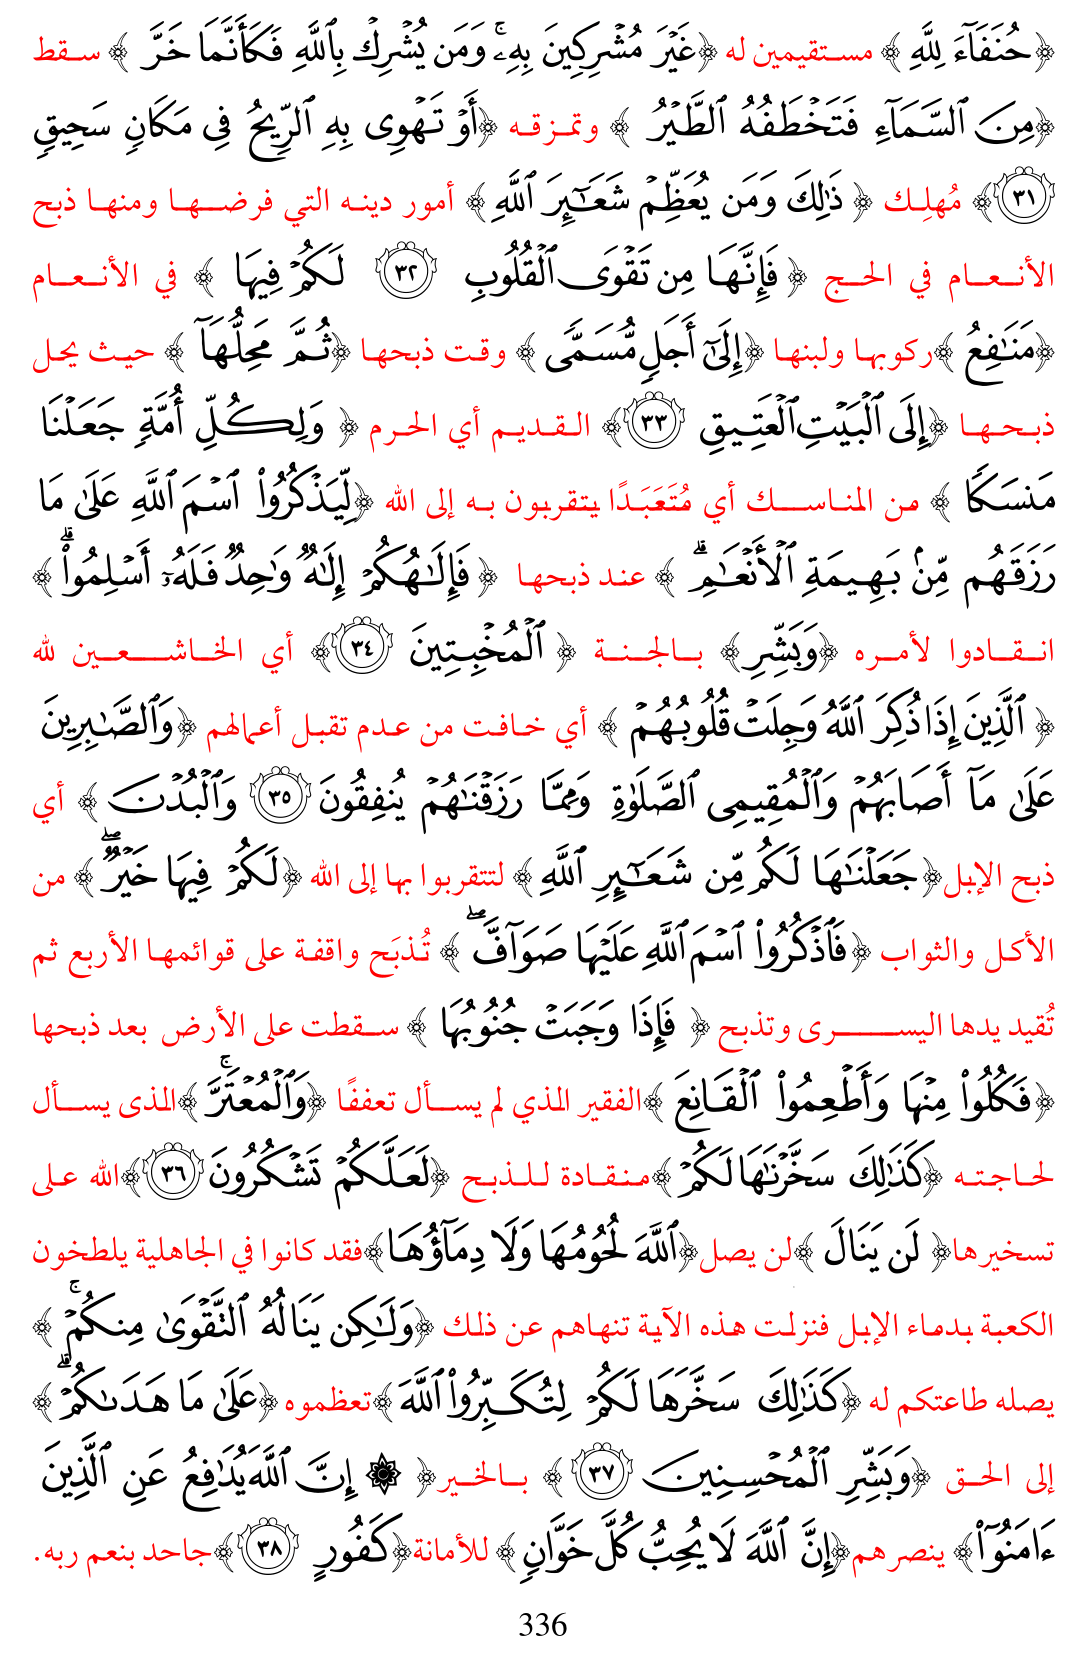 ﴿حُنَفَآءَ لِلَّهِ ﴾ مستقيمين له ﴿غَيْرَ مُشْرِكِينَ بِهِۦۚ وَمَن يُشْرِكْ بِٱللَّهِ فَكَأَنَّمَا خَرَّ ﴾ سقط
﴿مِنَ ٱلسَّمَآءِ فَتَخْطَفُهُ ٱلطَّيْرُ ﴾ وتمزقه ﴿أَوْ تَهْوِى بِهِ ٱلرِّيحُ فِى مَكَانٍ سَحِيقٍ
٣١﴾ مُهلِك ﴿ ذَٰلِكَ وَمَن يُعَظِّمْ شَعَٰٓئِرَ ٱللَّهِ﴾ أمور دينه التي فرضها ومنها ذبح
الأنعام في الحج ﴿ فَإِنَّهَا مِن تَقْوَى ٱلْقُلُوبِ ٣٢ لَكُمْ فِيهَا ﴾ في الأنعام
﴿مَنَٰفِعُ ﴾ركوبها ولبنها ﴿إِلَىٰٓ أَجَلٍ مُّسَمًّى ﴾ وقت ذبحها ﴿ثُمَّ مَحِلُّهَآ ﴾ حيث يحل
ذبحها ﴿إِلَى ٱلْبَيْتِ ٱلْعَتِيقِ ٣٣﴾ القديم أي الحرم ﴿ وَلِكُلِّ أُمَّةٍ جَعَلْنَا
مَنسَكًا ﴾ من المناسك أي مُتَعَبَدًا يتقربون به إلى الله ﴿لِّيَذْكُرُوا۟ ٱسْمَ ٱللَّهِ عَلَىٰ مَا
رَزَقَهُم مِّنۢ بَهِيمَةِ ٱلْأَنْعَٰمِۗ ﴾ عند ذبحها ﴿ فَإِلَٰهُكُمْ إِلَٰهٌ وَٰحِدٌ فَلَهُۥٓ أَسْلِمُوا۟ۗ ﴾
انقادوا لأمره ﴿وَبَشِّرِ﴾ بالجنة ﴿ ٱلْمُخْبِتِينَ ٣٤﴾ أي الخاشعين لله
﴿ ٱلَّذِينَ إِذَا ذُكِرَ ٱللَّهُ وَجِلَتْ قُلُوبُهُمْ ﴾ أي خافت من عدم تقبل أعمالهم ﴿وَٱلصَّٰبِرِينَ
عَلَىٰ مَآ أَصَابَهُمْ وَٱلْمُقِيمِى ٱلصَّلَوٰةِ وَمِمَّا رَزَقْنَٰهُمْ يُنفِقُونَ ٣٥ وَٱلْبُدْنَ ﴾ أي
ذبح الإبل﴿جَعَلْنَٰهَا لَكُم مِّن شَعَٰٓئِرِ ٱللَّهِ ﴾ لتتقربوا بها إلى الله ﴿لَكُمْ فِيهَا خَيْرٌۖ ﴾ من
الأكل والثواب ﴿فَٱذْكُرُوا۟ ٱسْمَ ٱللَّهِ عَلَيْهَا صَوَآفَّۖ ﴾ تُذبَح واقفة على قوائمها الأربع ثم
تُقيد يدها اليسرى وتذبح ﴿ فَإِذَا وَجَبَتْ جُنُوبُهَا ﴾ سقطت على الأرض بعد ذبحها
﴿فَكُلُوا۟ مِنْهَا وَأَطْعِمُوا۟ ٱلْقَانِعَ ﴾الفقير الذي لم يسأل تعففًا ﴿وَٱلْمُعْتَرَّۚ ﴾الذى يسأل
لحاجته ﴿كَذَٰلِكَ سَخَّرْنَٰهَا لَكُمْ ﴾منقادة للذبح ﴿لَعَلَّكُمْ تَشْكُرُونَ ٣٦﴾الله على
تسخيرها﴿ لَن يَنَالَ ﴾لن يصل﴿ٱللَّهَ لُحُومُهَا وَلَا دِمَآؤُهَا﴾فقد كانوا في الجاهلية يلطخون
الكعبة بدماء الإبل فنزلت هذه الآية تنهاهم عن ذلك ﴿وَلَٰكِن يَنَالُهُ ٱلتَّقْوَىٰ مِنكُمْۚ ﴾
يصله طاعتكم له ﴿كَذَٰلِكَ سَخَّرَهَا لَكُمْ لِتُكَبِّرُوا۟ ٱللَّهَ ﴾تعظموه ﴿عَلَىٰ مَا هَدَىٰكُمْۗ ﴾
إلى الحق ﴿وَبَشِّرِ ٱلْمُحْسِنِينَ ٣٧ ﴾ بالخير﴿ ۞ إِنَّ ٱللَّهَ يُدَٰفِعُ عَنِ ٱلَّذِينَ
ءَامَنُوٓا۟﴾ ينصرهم﴿إِنَّ ٱللَّهَ لَا يُحِبُّ كُلَّ خَوَّانٍ ﴾ للأمانة﴿كَفُورٍ ٣٨ ﴾جاحد بنعم ربه.
336